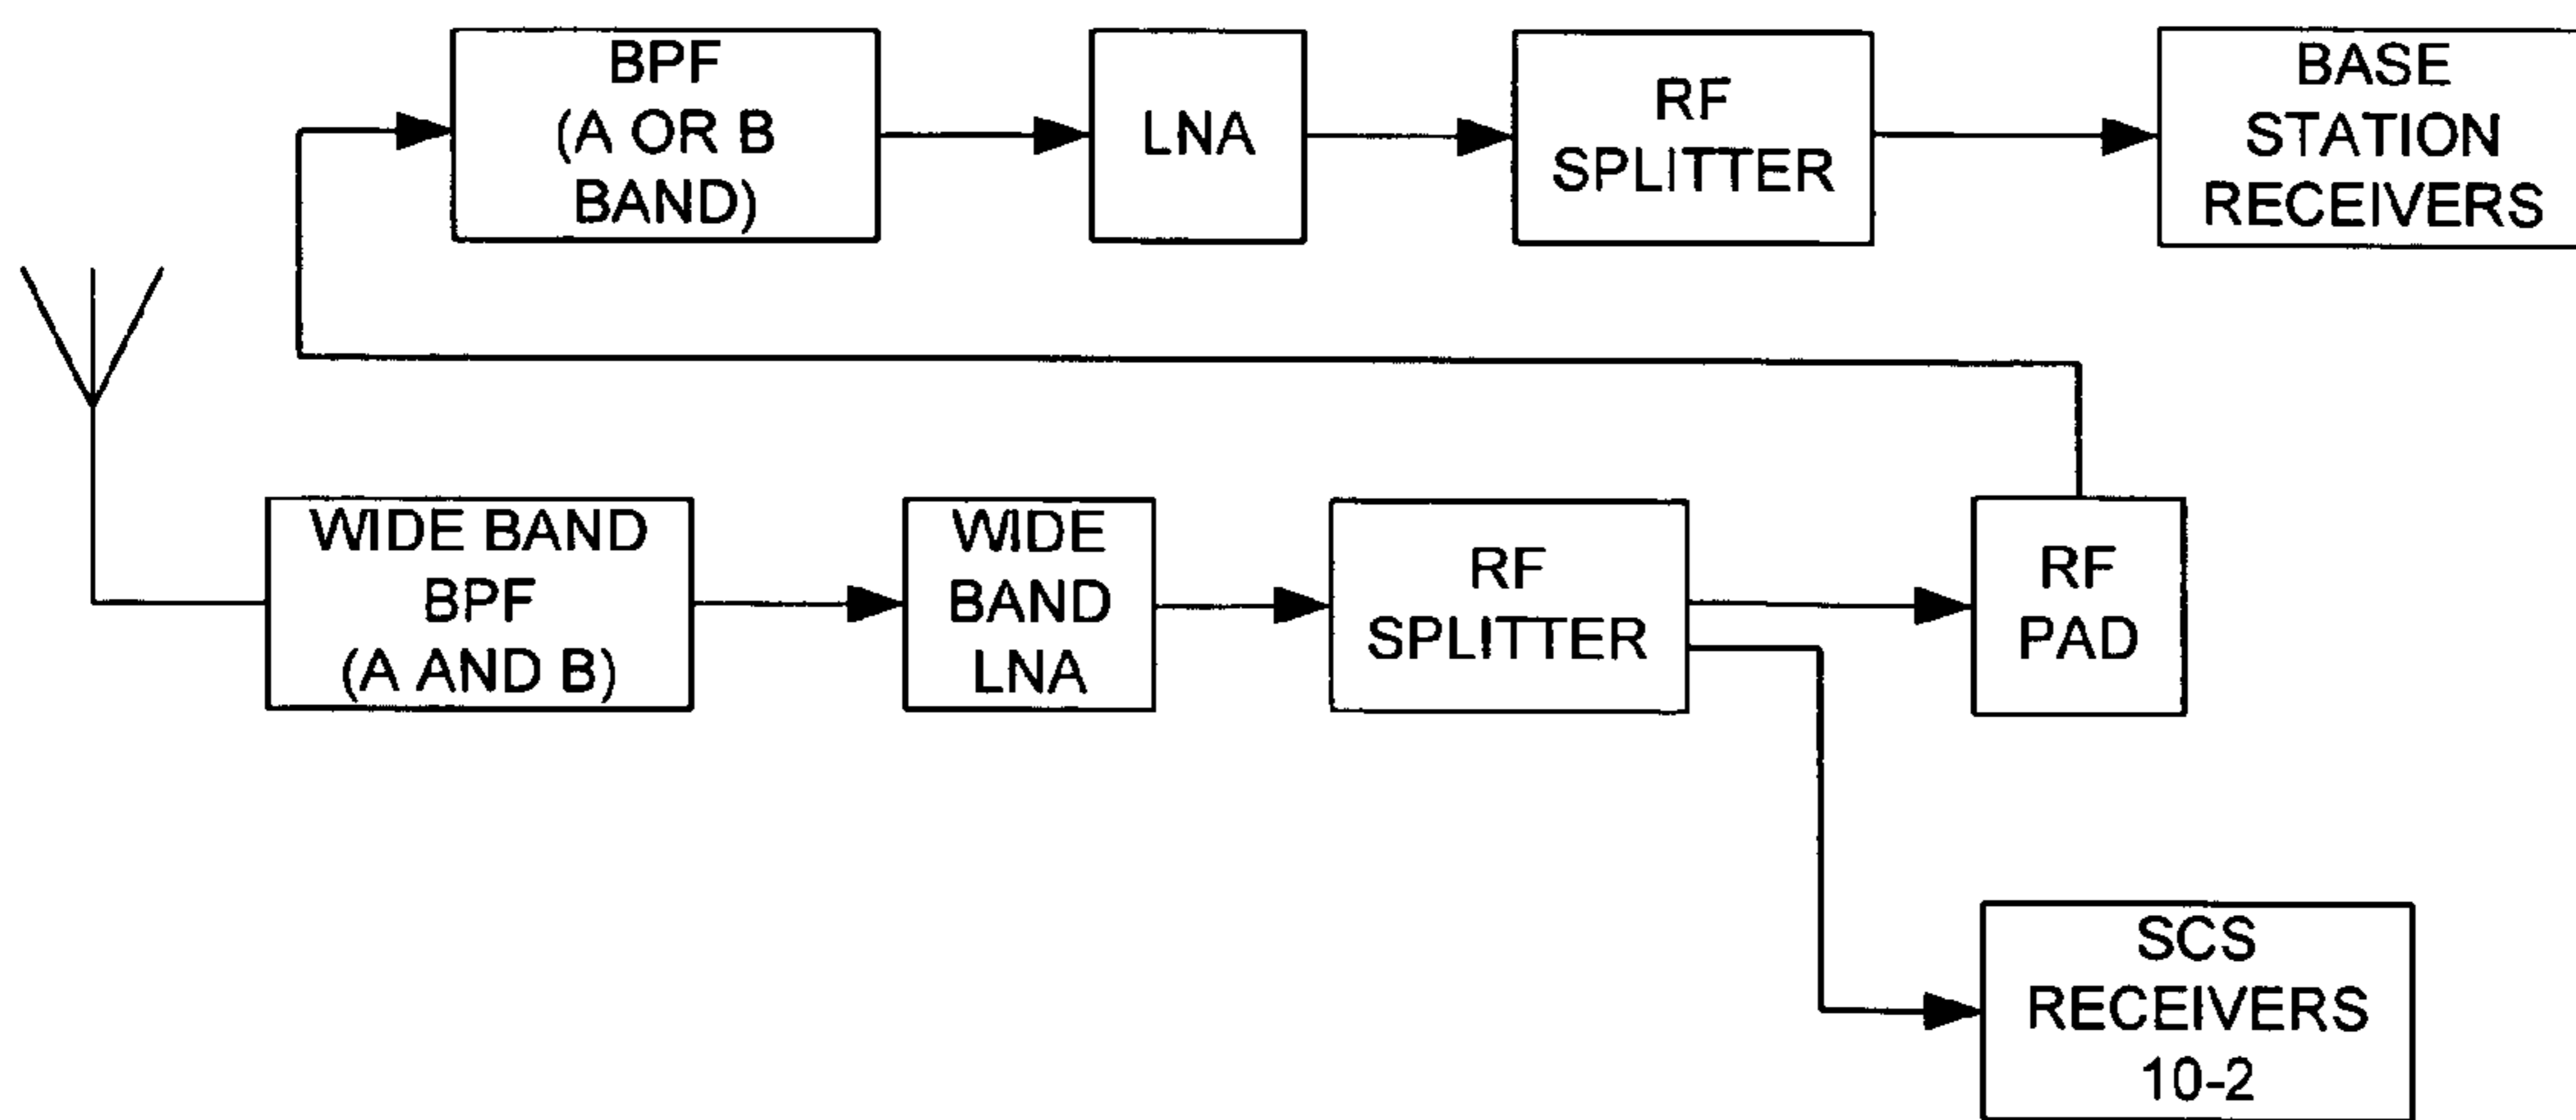 BPF
(A OR B
BAND)
LNA
RF
SPLITTER
BASE
STATION
RECEIVERS
WIDE BAND
BPF
(A AND B)
WIDE
BAND
LNA
RF
SPLITTER
RF
PAD
SCS
RECEIVERS
10-2